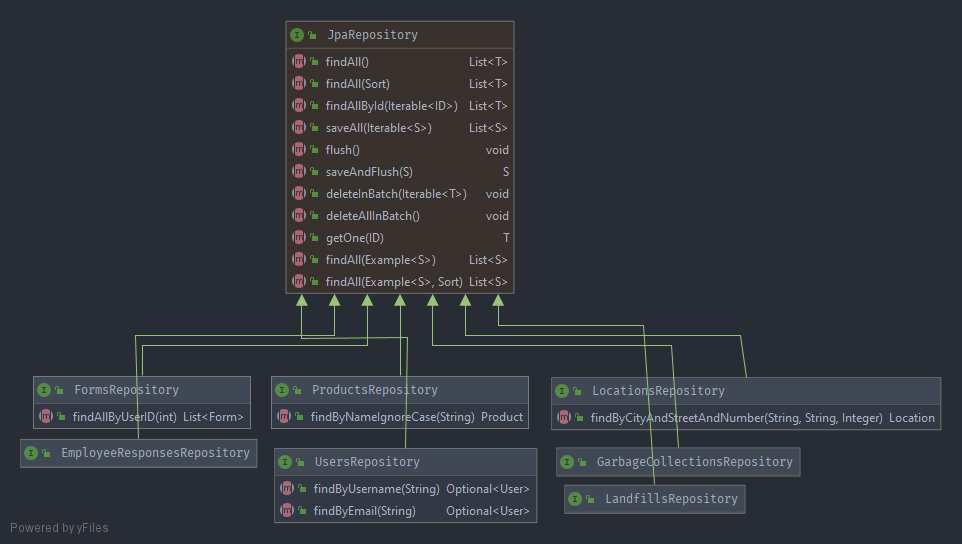 JpaRepository
findAll() List<T>
findAll(Sort) List<T>
findAllById(Iterable<ID>) List<T>
saveAll(Iterable<S>) List<S>
flush() void
saveAndFlush(S) S
deleteInBatch(Iterable<T>) void
deleteAllInBatch() void
getOne(ID) T
findAll(Example<S>) List<S>
findAll(Example<S>, Sort) List<S>
FormsRepository
findAllByUserID(int) List<Form>
EmployeeResponsesRepository
ProductsRepository
findByNameIgnoreCase(String) Product
UsersRepository
findByUsername(String) Optional<User>
findByEmail(String) Optional<User>
LocationsRepository
findByCityAndStreetAndNumber(String, String, Integer) Location
GarbageCollectionsRepository
LandfillsRepository
Powered by yFiles